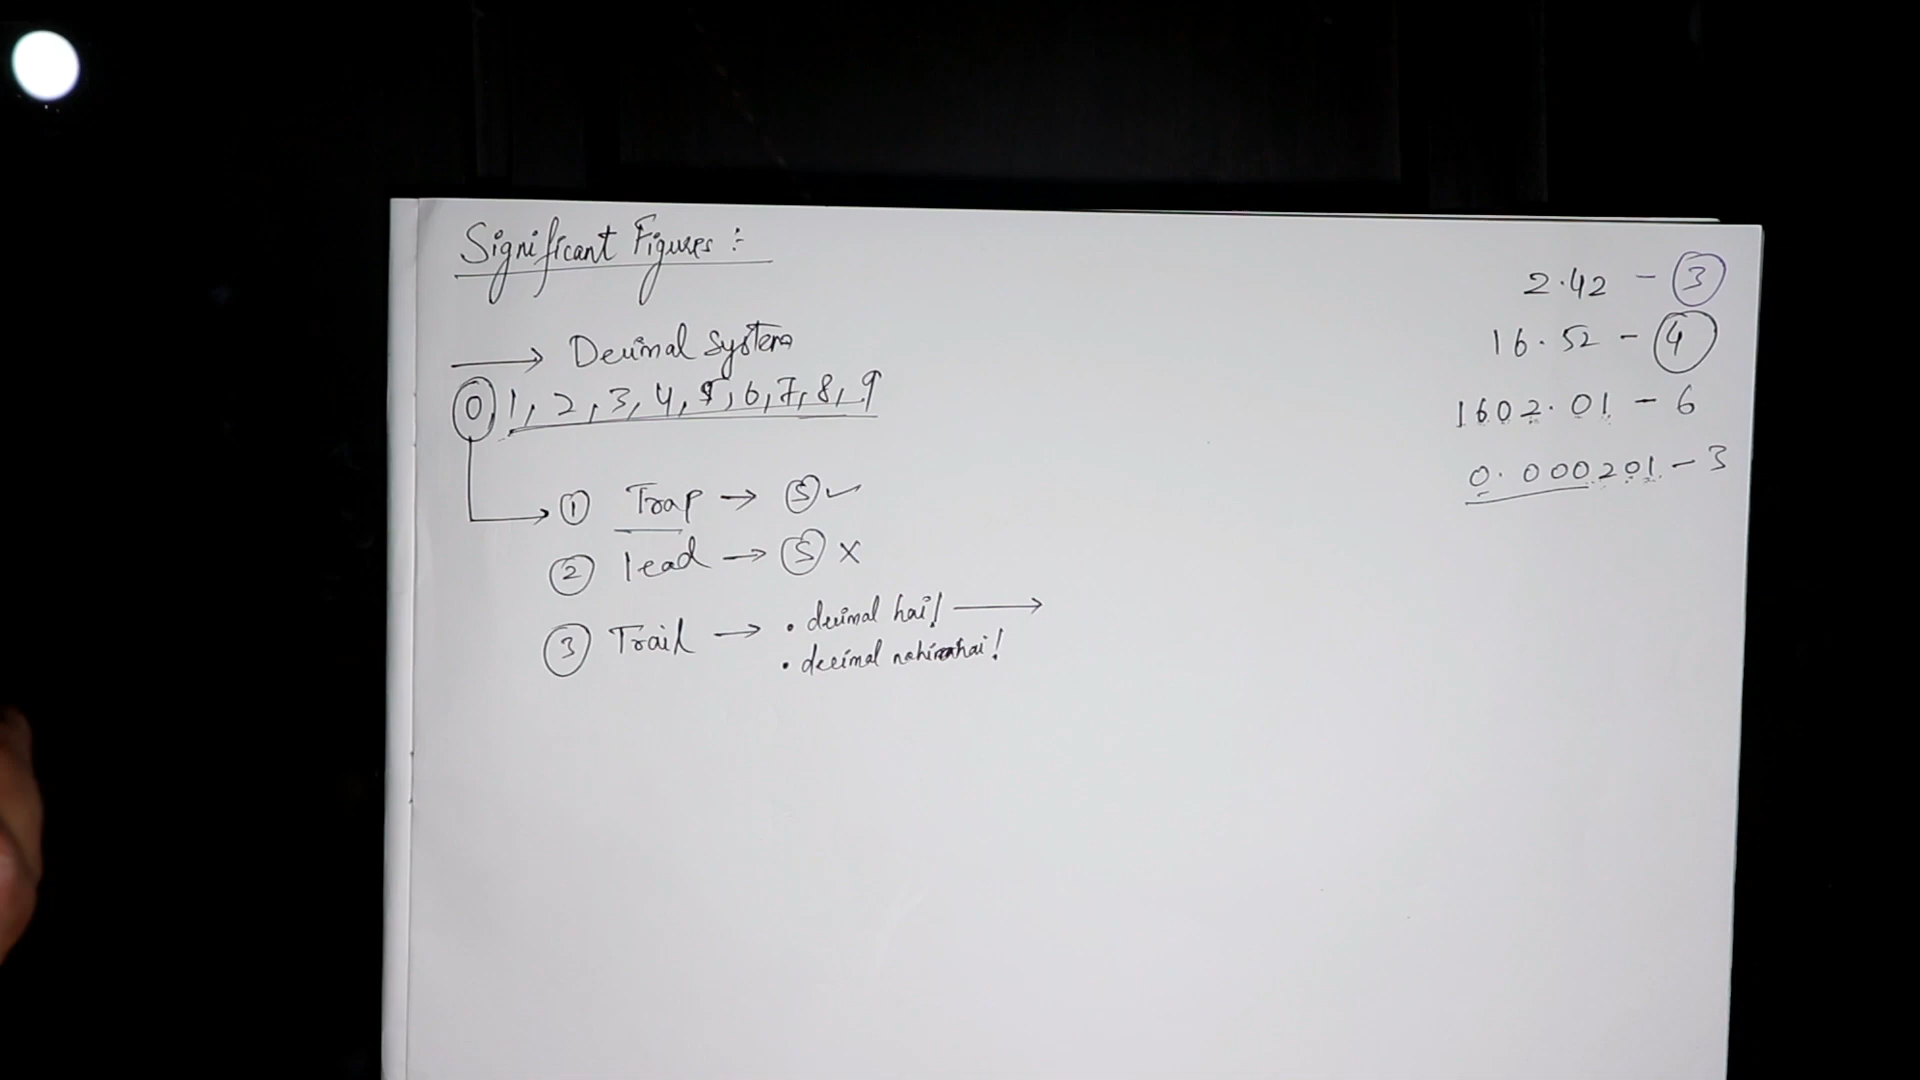 Significant Figures :-
→ Decimal System
0, 1, 2, 3, 4, 5, 6, 7, 8, 9
① Trap → Ⓢ ✓
② lead → Ⓢ ×
③ Trail → • decimal hai! →
• decimal nahi hai!
2.42 - ③
16.52 - ④
1602.01 - 6
0.000201 - 3